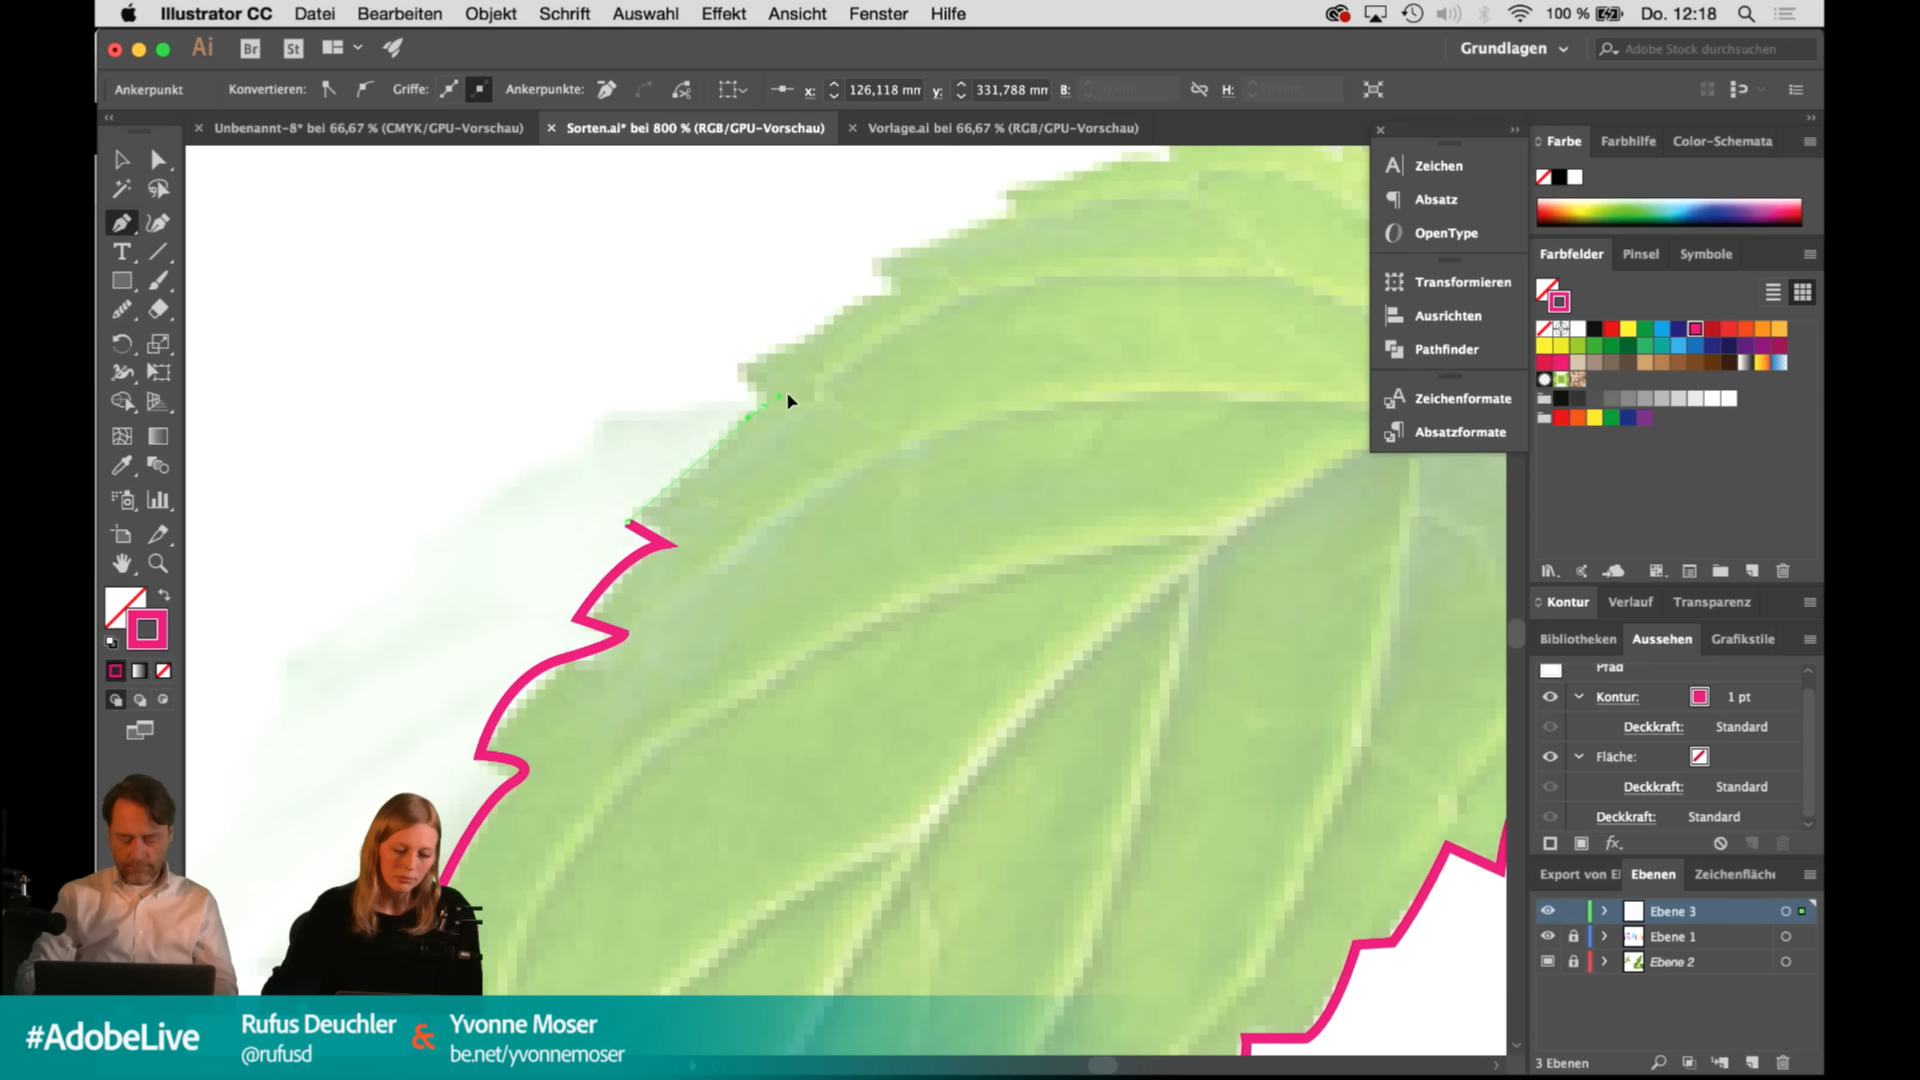 Illustrator CC Datei Bearbeiten Objekt Schrift Auswahl Effekt Ansicht Fenster Hilfe 100 % Do. 12:18
Ai Br St Grundlagen Adobe Stock durchsuchen
Ankerpunkt Konvertieren: Griffe: Ankerpunkte: x: 126,118 mm y: 331,788 mm B: H:
× Unbenannt-8* bei 66,67 % (CMYK/GPU-Vorschau) × Sorten.ai* bei 800 % (RGB/GPU-Vorschau) × Vorlage.ai bei 66,67 % (RGB/GPU-Vorschau)
Zeichen
Absatz
OpenType
Transformieren
Ausrichten
Pathfinder
Zeichenformate
Absatzformate
Farbe Farbhilfe Color-Schemata
Farbfelder Pinsel Symbole
Kontur Verlauf Transparenz
Bibliotheken Aussehen Grafikstile
Pfad
Kontur: 1 pt
Deckkraft: Standard
Fläche:
Deckkraft: Standard
Deckkraft: Standard
fx
Export von El Ebenen Zeichenfläche
Ebene 3
Ebene 1
Ebene 2
3 Ebenen
#AdobeLive
Rufus Deuchler & Yvonne Moser
@rufusd be.net/yvonnemoser